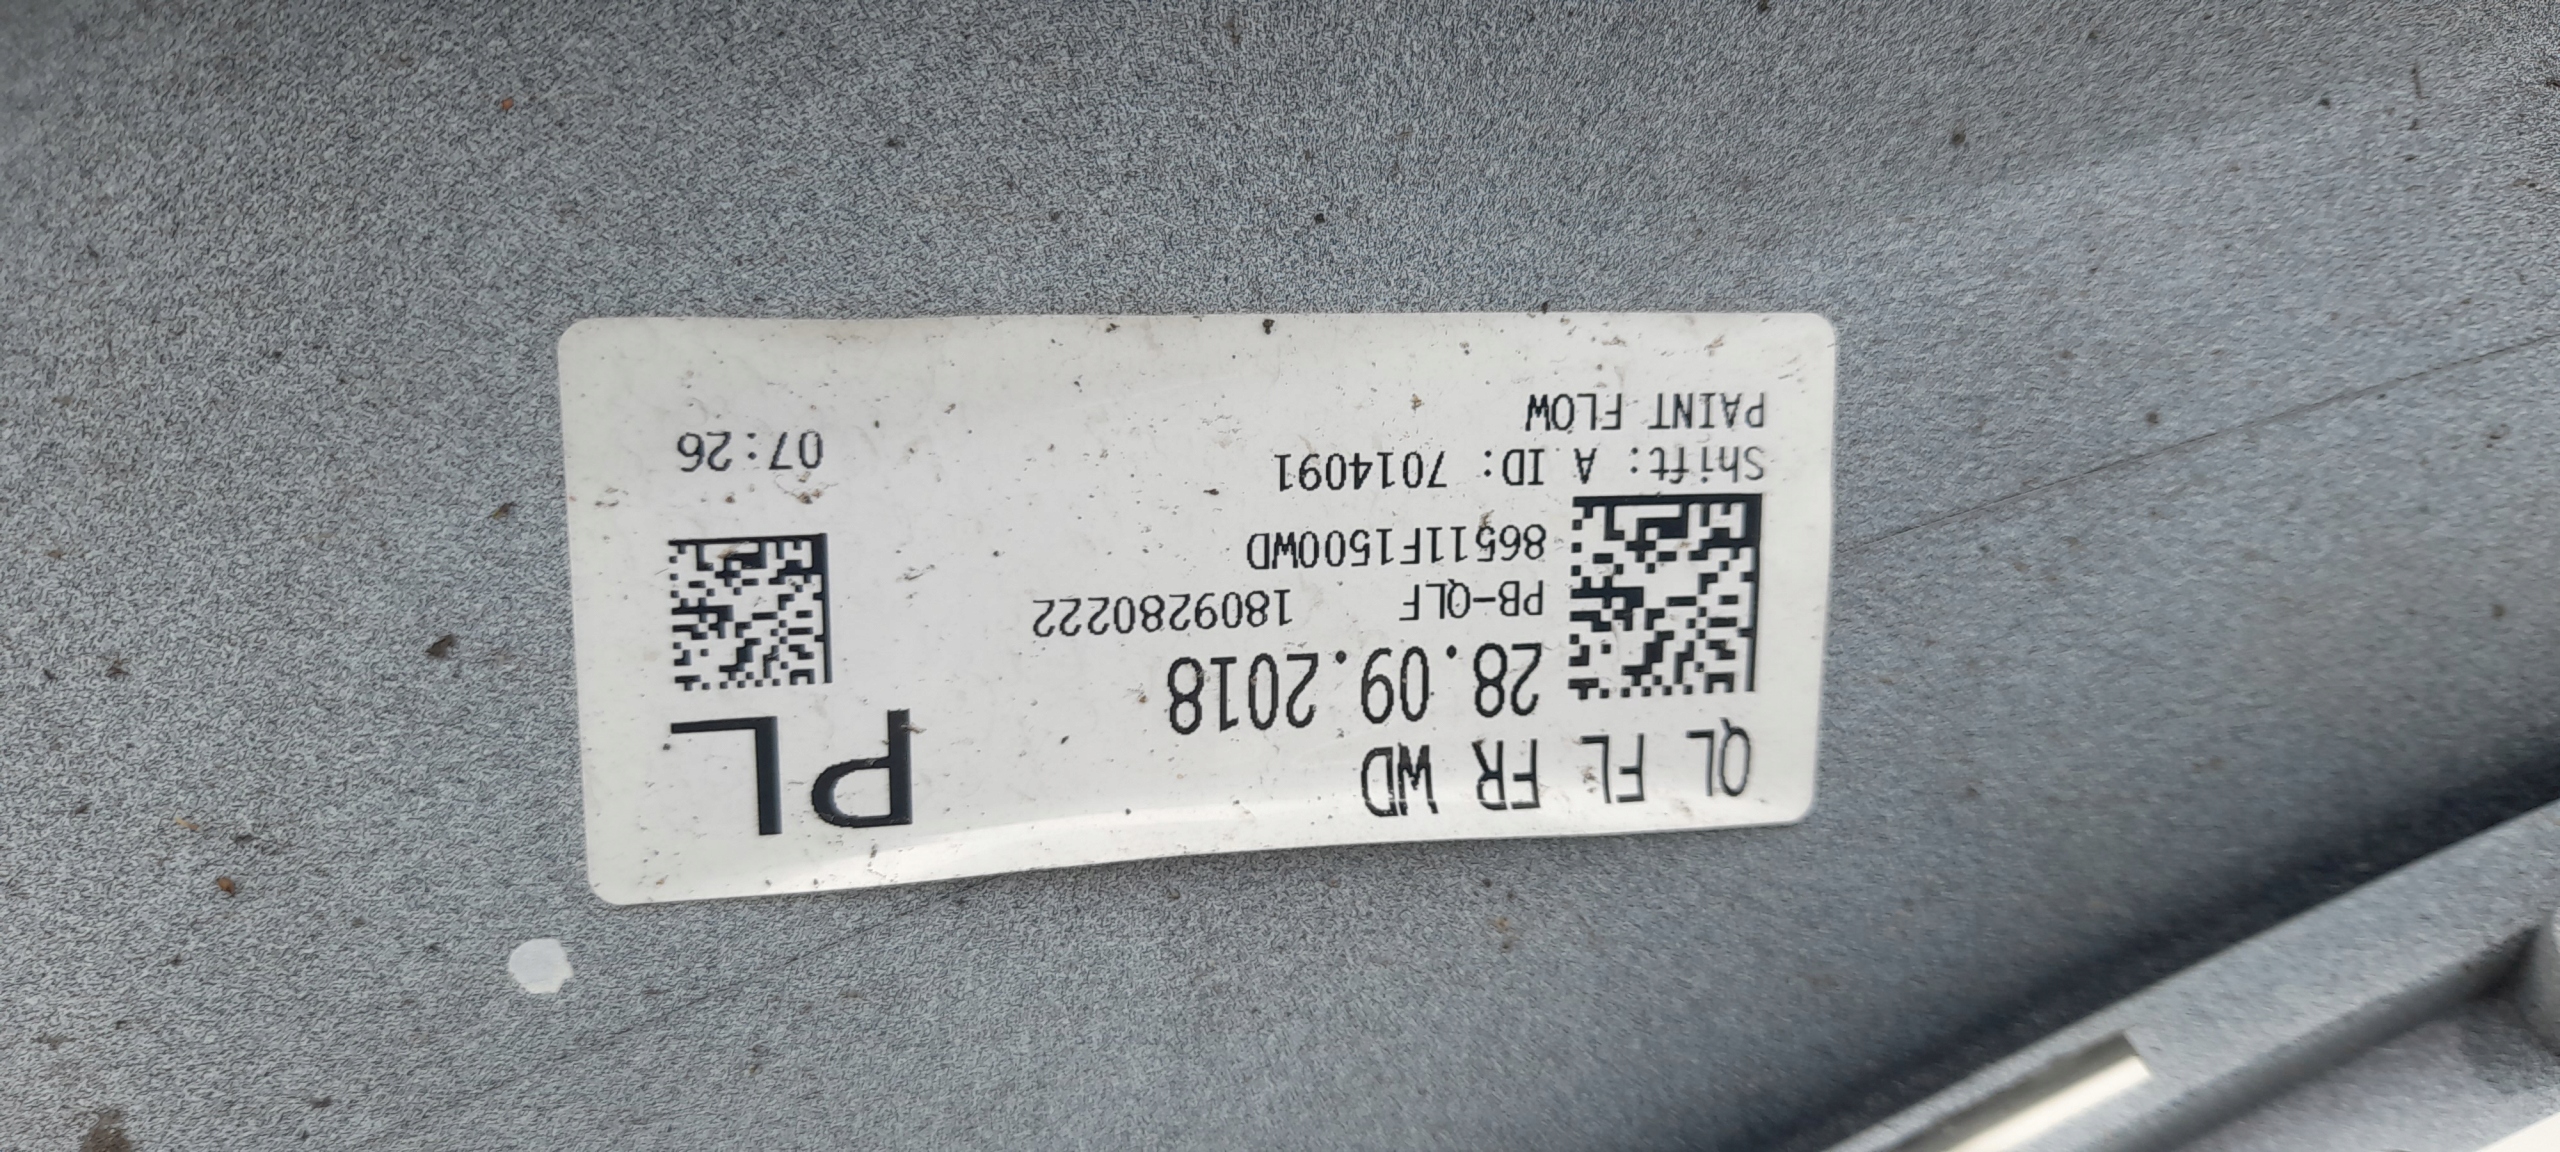 QL FL FR WD
PL
28.09.2018
PB-QLF 1809280222
86511F1500WD
Shift: A ID: 7014091
07:26
PAINT FLOW